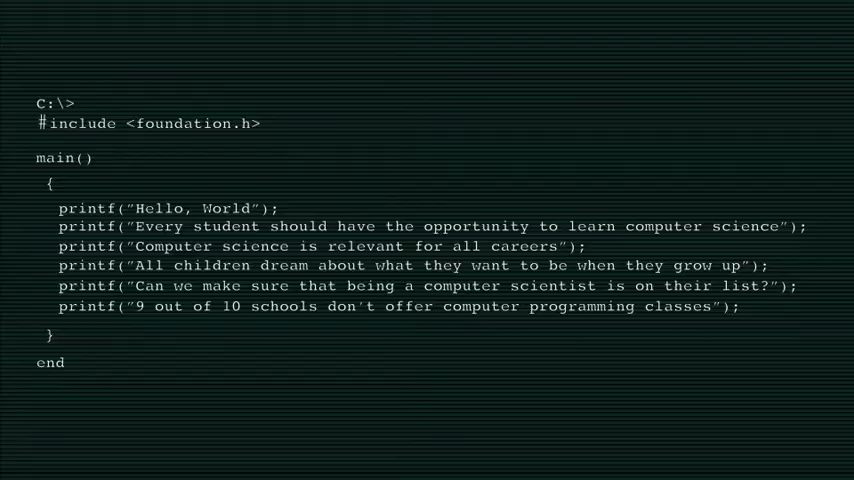 C:\>
#include <foundation.h>
main()
{
printf("Hello, World");
printf("Every student should have the opportunity to learn computer science");
printf("Computer science is relevant for all careers");
printf("All children dream about what they want to be when they grow up");
printf("Can we make sure that being a computer scientist is on their list?");
printf("9 out of 10 schools don't offer computer programming classes");
}
end